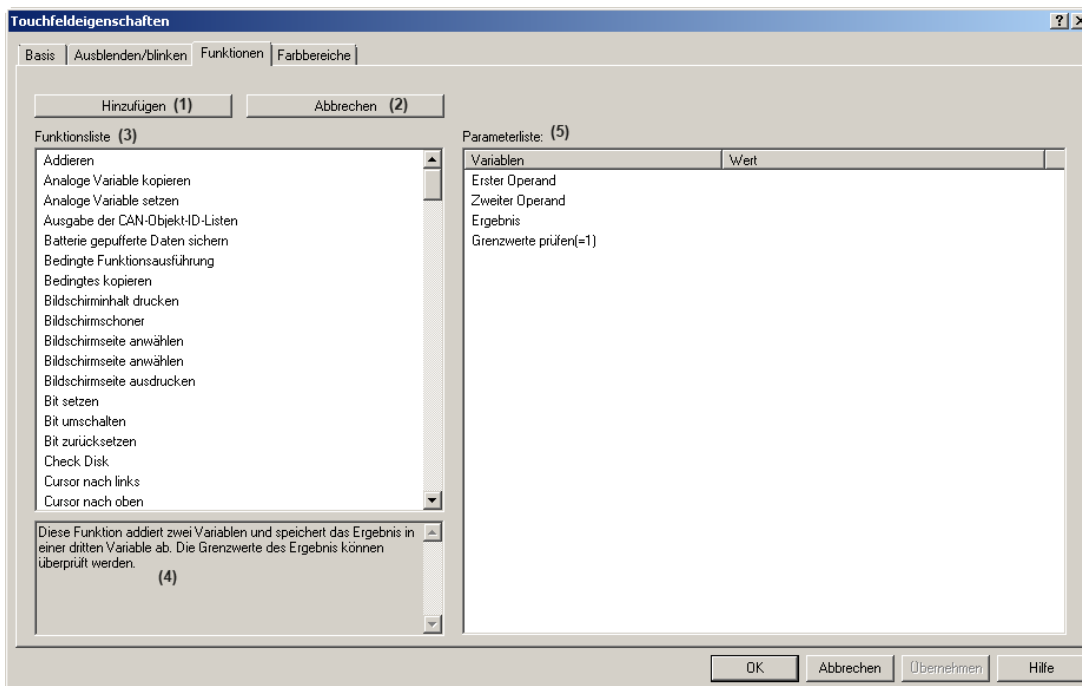 Touchfeldeigenschaften
Basis Ausblenden/blinken Funktionen Farbbereiche
Hinzufügen (1) Abbrechen (2)
Funktionsliste (3)
Addieren
Analoge Variable kopieren
Analoge Variable setzen
Ausgabe der CAN-Objekt-ID-Listen
Batterie gepufferte Daten sichern
Bedingte Funktionsausführung
Bedingtes kopieren
Bildschirminhalt drucken
Bildschirmschoner
Bildschirmseite anwählen
Bildschirmseite anwählen
Bildschirmseite ausdrucken
Bit setzen
Bit umschalten
Bit zurücksetzen
Check Disk
Cursor nach links
Cursor nach oben
Diese Funktion addiert zwei Variablen und speichert das Ergebnis in
einer dritten Variable ab. Die Grenzwerte des Ergebnis können
überprüft werden.
(4)
Parameterliste: (5)
Variablen Wert
Erster Operand
Zweiter Operand
Ergebnis
Grenzwerte prüfen(=1)
OK Abbrechen Übernehmen Hilfe